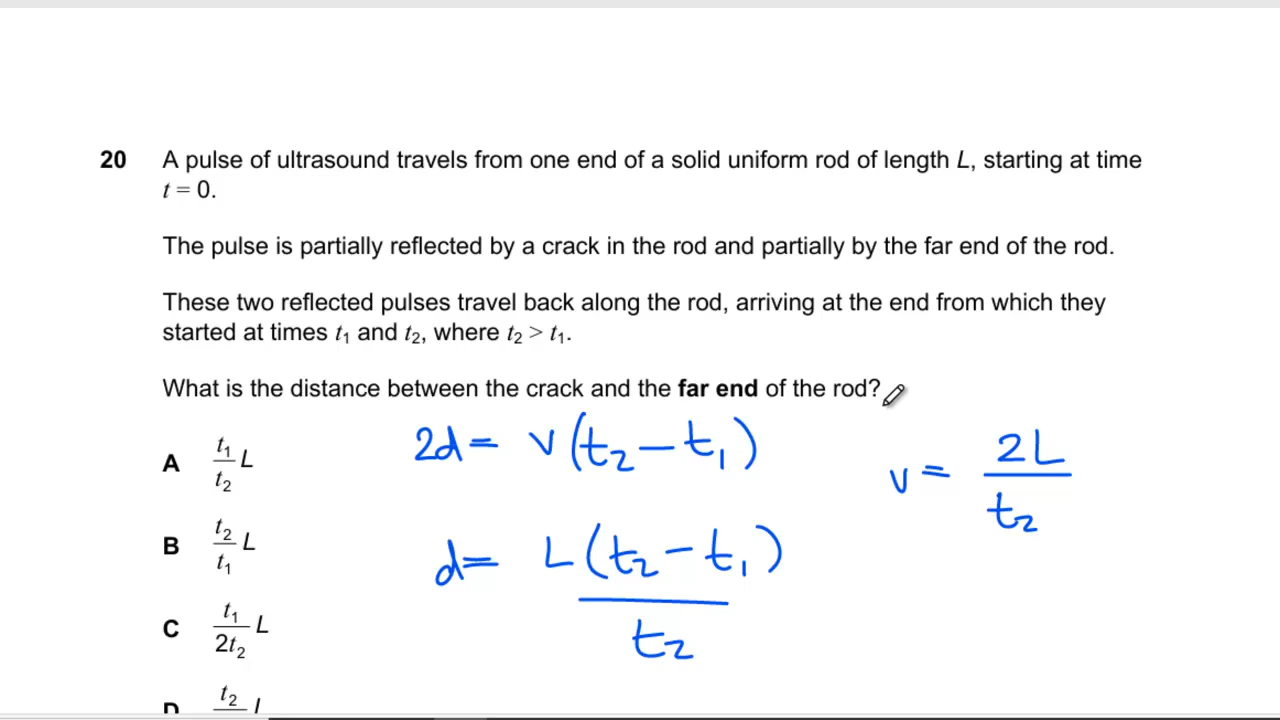 20 A pulse of ultrasound travels from one end of a solid uniform rod of length L, starting at time
t = 0.
The pulse is partially reflected by a crack in the rod and partially by the far end of the rod.
These two reflected pulses travel back along the rod, arriving at the end from which they
started at times t₁ and t₂, where t₂ > t₁.
What is the distance between the crack and the far end of the rod?
A t₁/t₂ L
2d = v(t₂ − t₁)
v = 2L/t₂
B t₂/t₁ L
d = L(t₂ − t₁)/t₂
C t₁/2t₂ L
D t₂